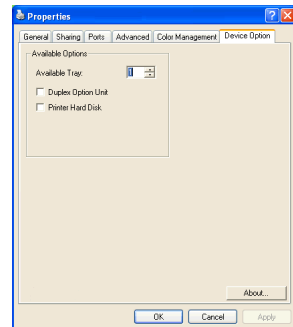 Properties
General Sharing Ports Advanced Color Management Device Option
Available Options
Available Tray: 1
Duplex Option Unit
Printer Hard Disk
About...
OK Cancel Apply